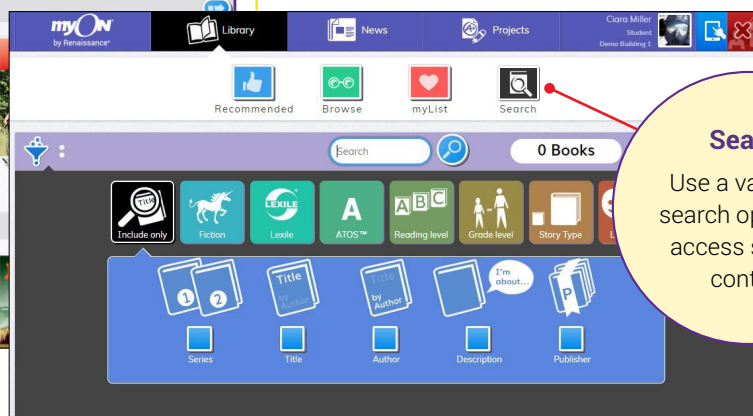 myON
by Renaissance®
Library
News
Projects
Ciara Miller
Student
Demo Building 1
Recommended
Browse
myList
Search
Search
0 Books
Title
Include only
Fiction
LEXILE
Lexile
A
ATOS™
A B C
Reading level
Grade level
Story Type
L
1 2
Title
by
Author
Title
by
Author
I'm
about...
P
Series
Title
Author
Description
Publisher
Sea
Use a va
search op
access s
cont